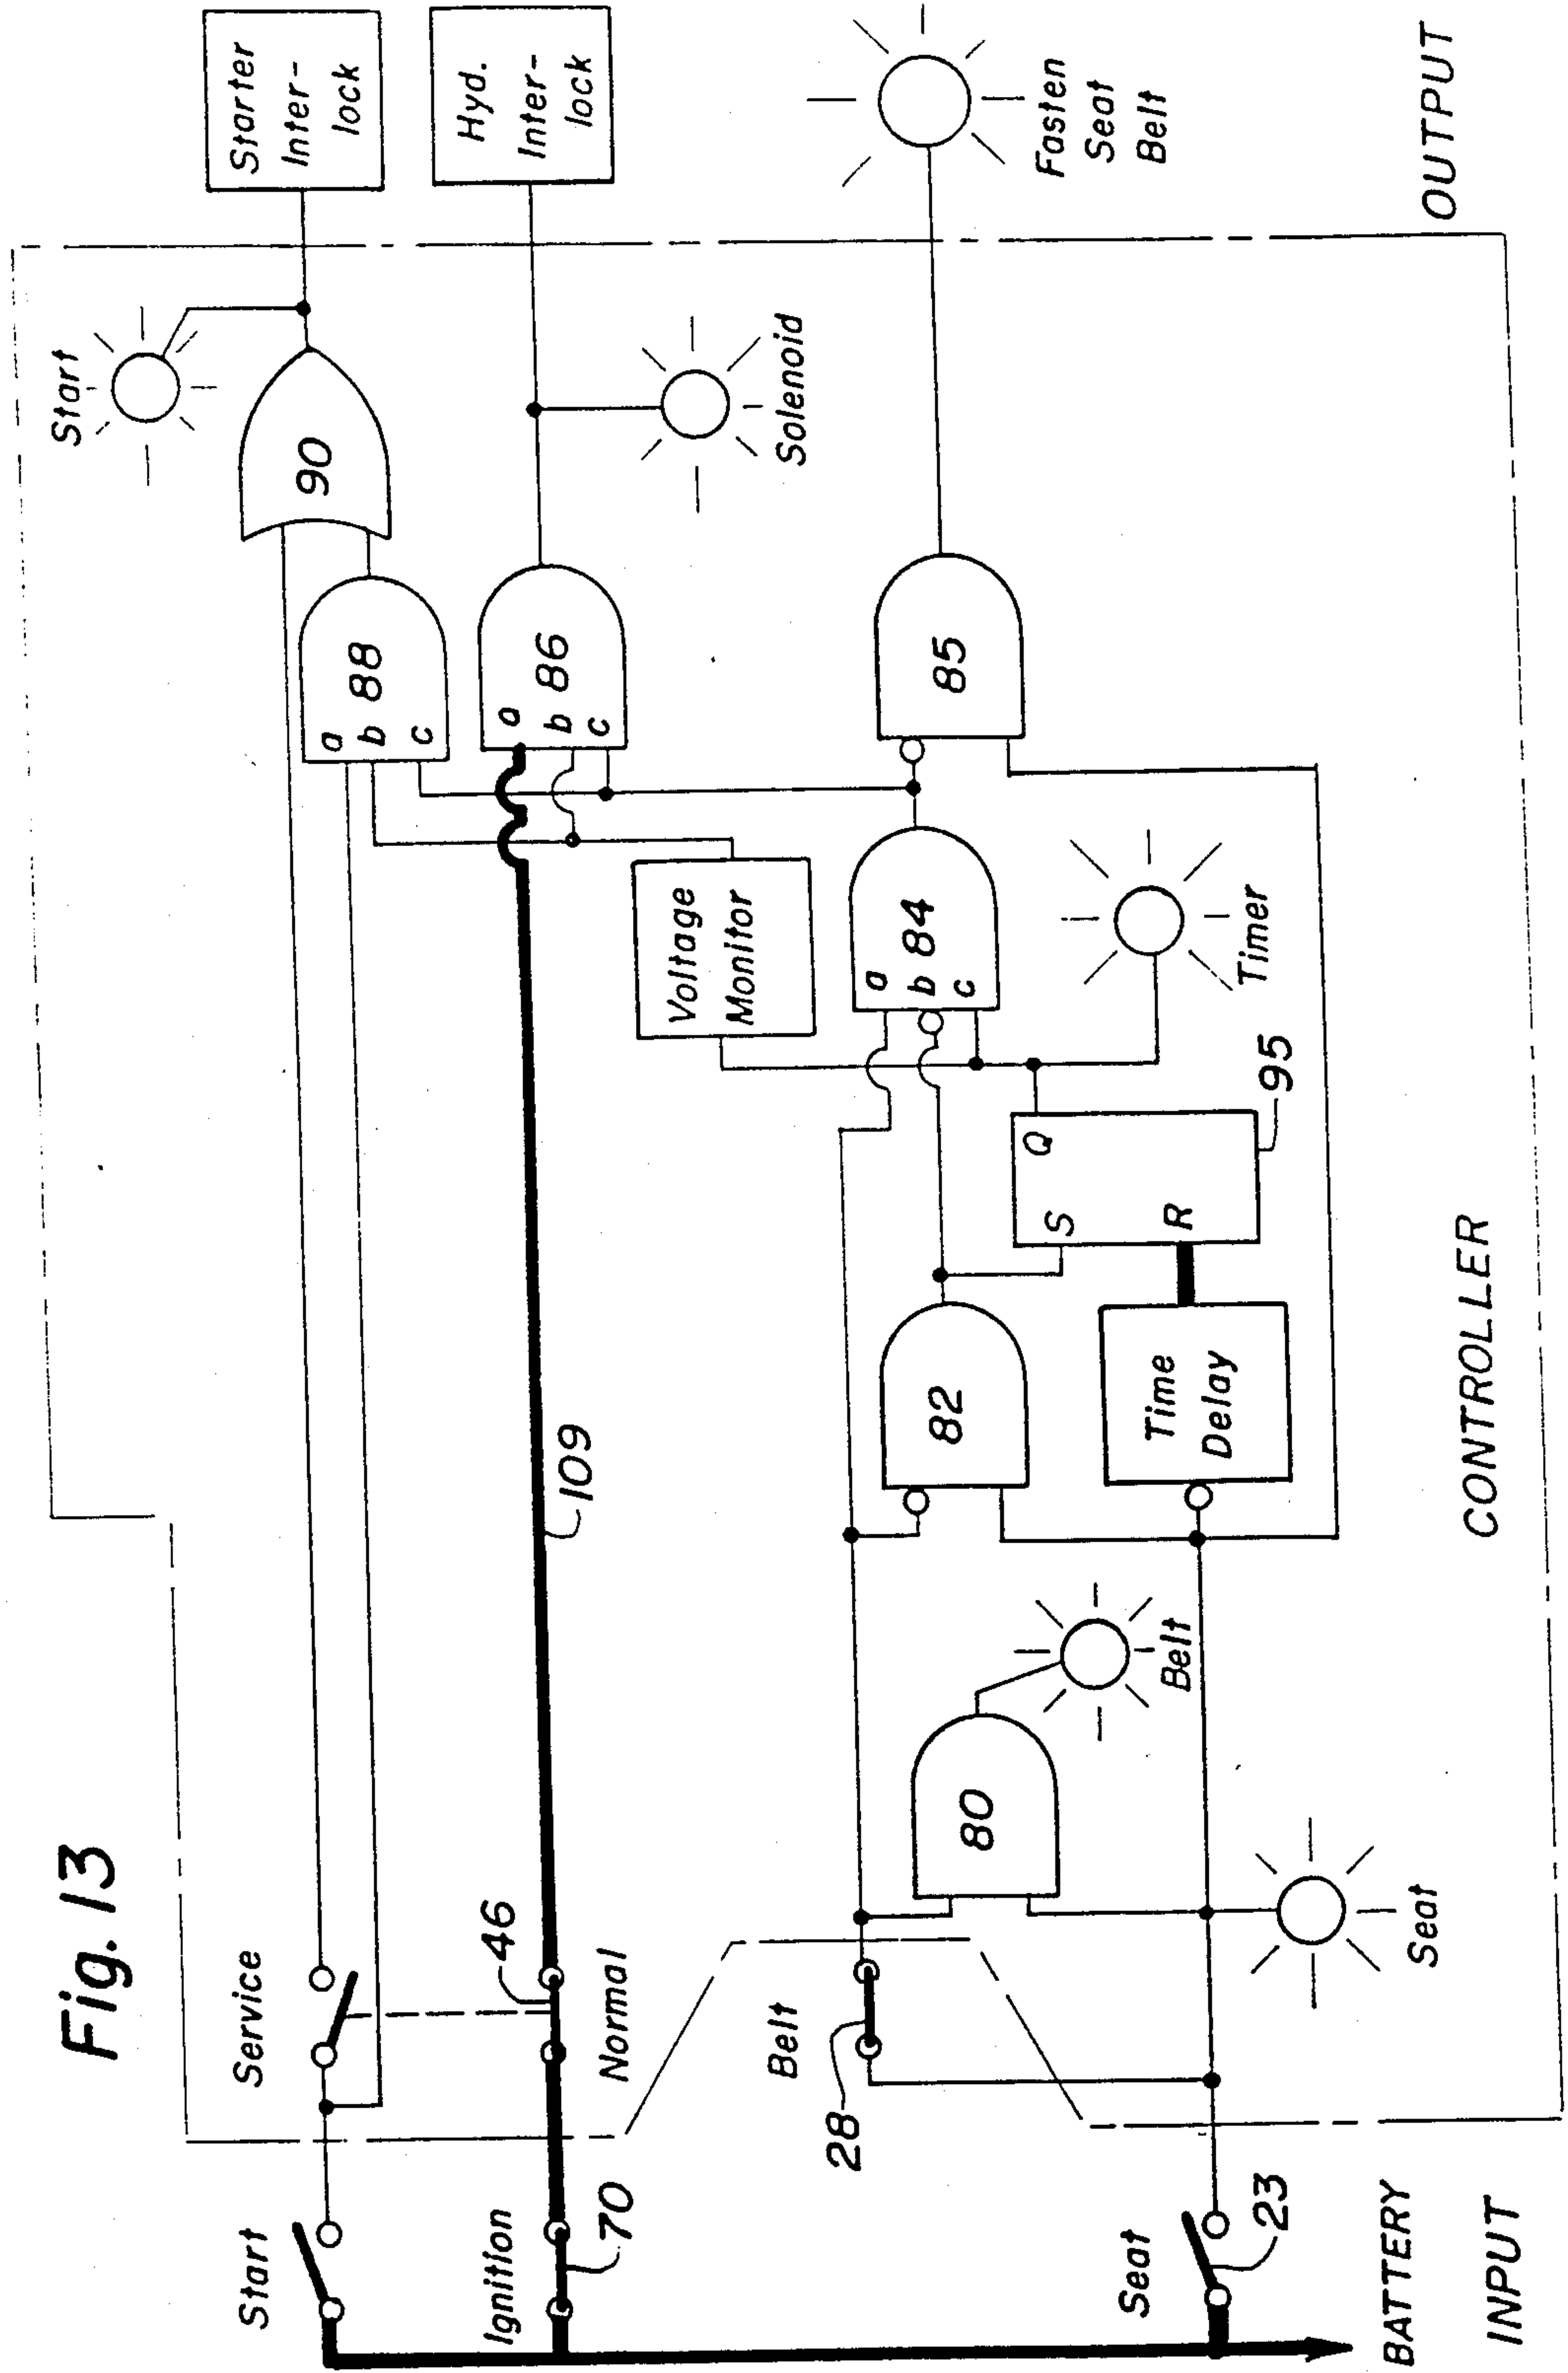 Fig. 13
Start
Service
Start
Starter
Inter-
lock
90
a
b
c
88
Ignition
70
46
Normal
109
a
b
c
86
Hyd.
Inter-
lock
Solenoid
Voltage
Monitor
Belt
28
80
Belt
82
a
b
c
84
85
Fasten
Seat
Belt
S
Q
R
95
Timer
Time
Delay
Seat
23
Seat
BATTERY
INPUT
CONTROLLER
OUTPUT